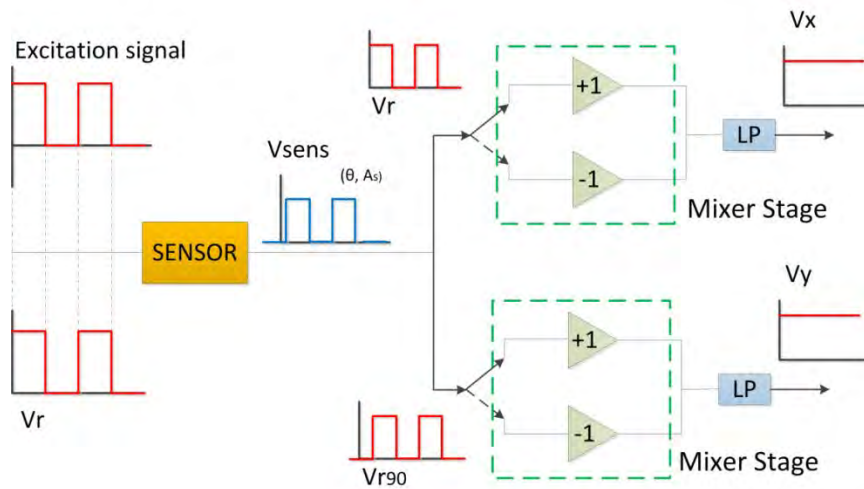 Excitation signal
Vr
SENSOR
Vsens
(θ, As)
Vr
+1
-1
Mixer Stage
LP
Vx
Vr90
+1
-1
Mixer Stage
LP
Vy